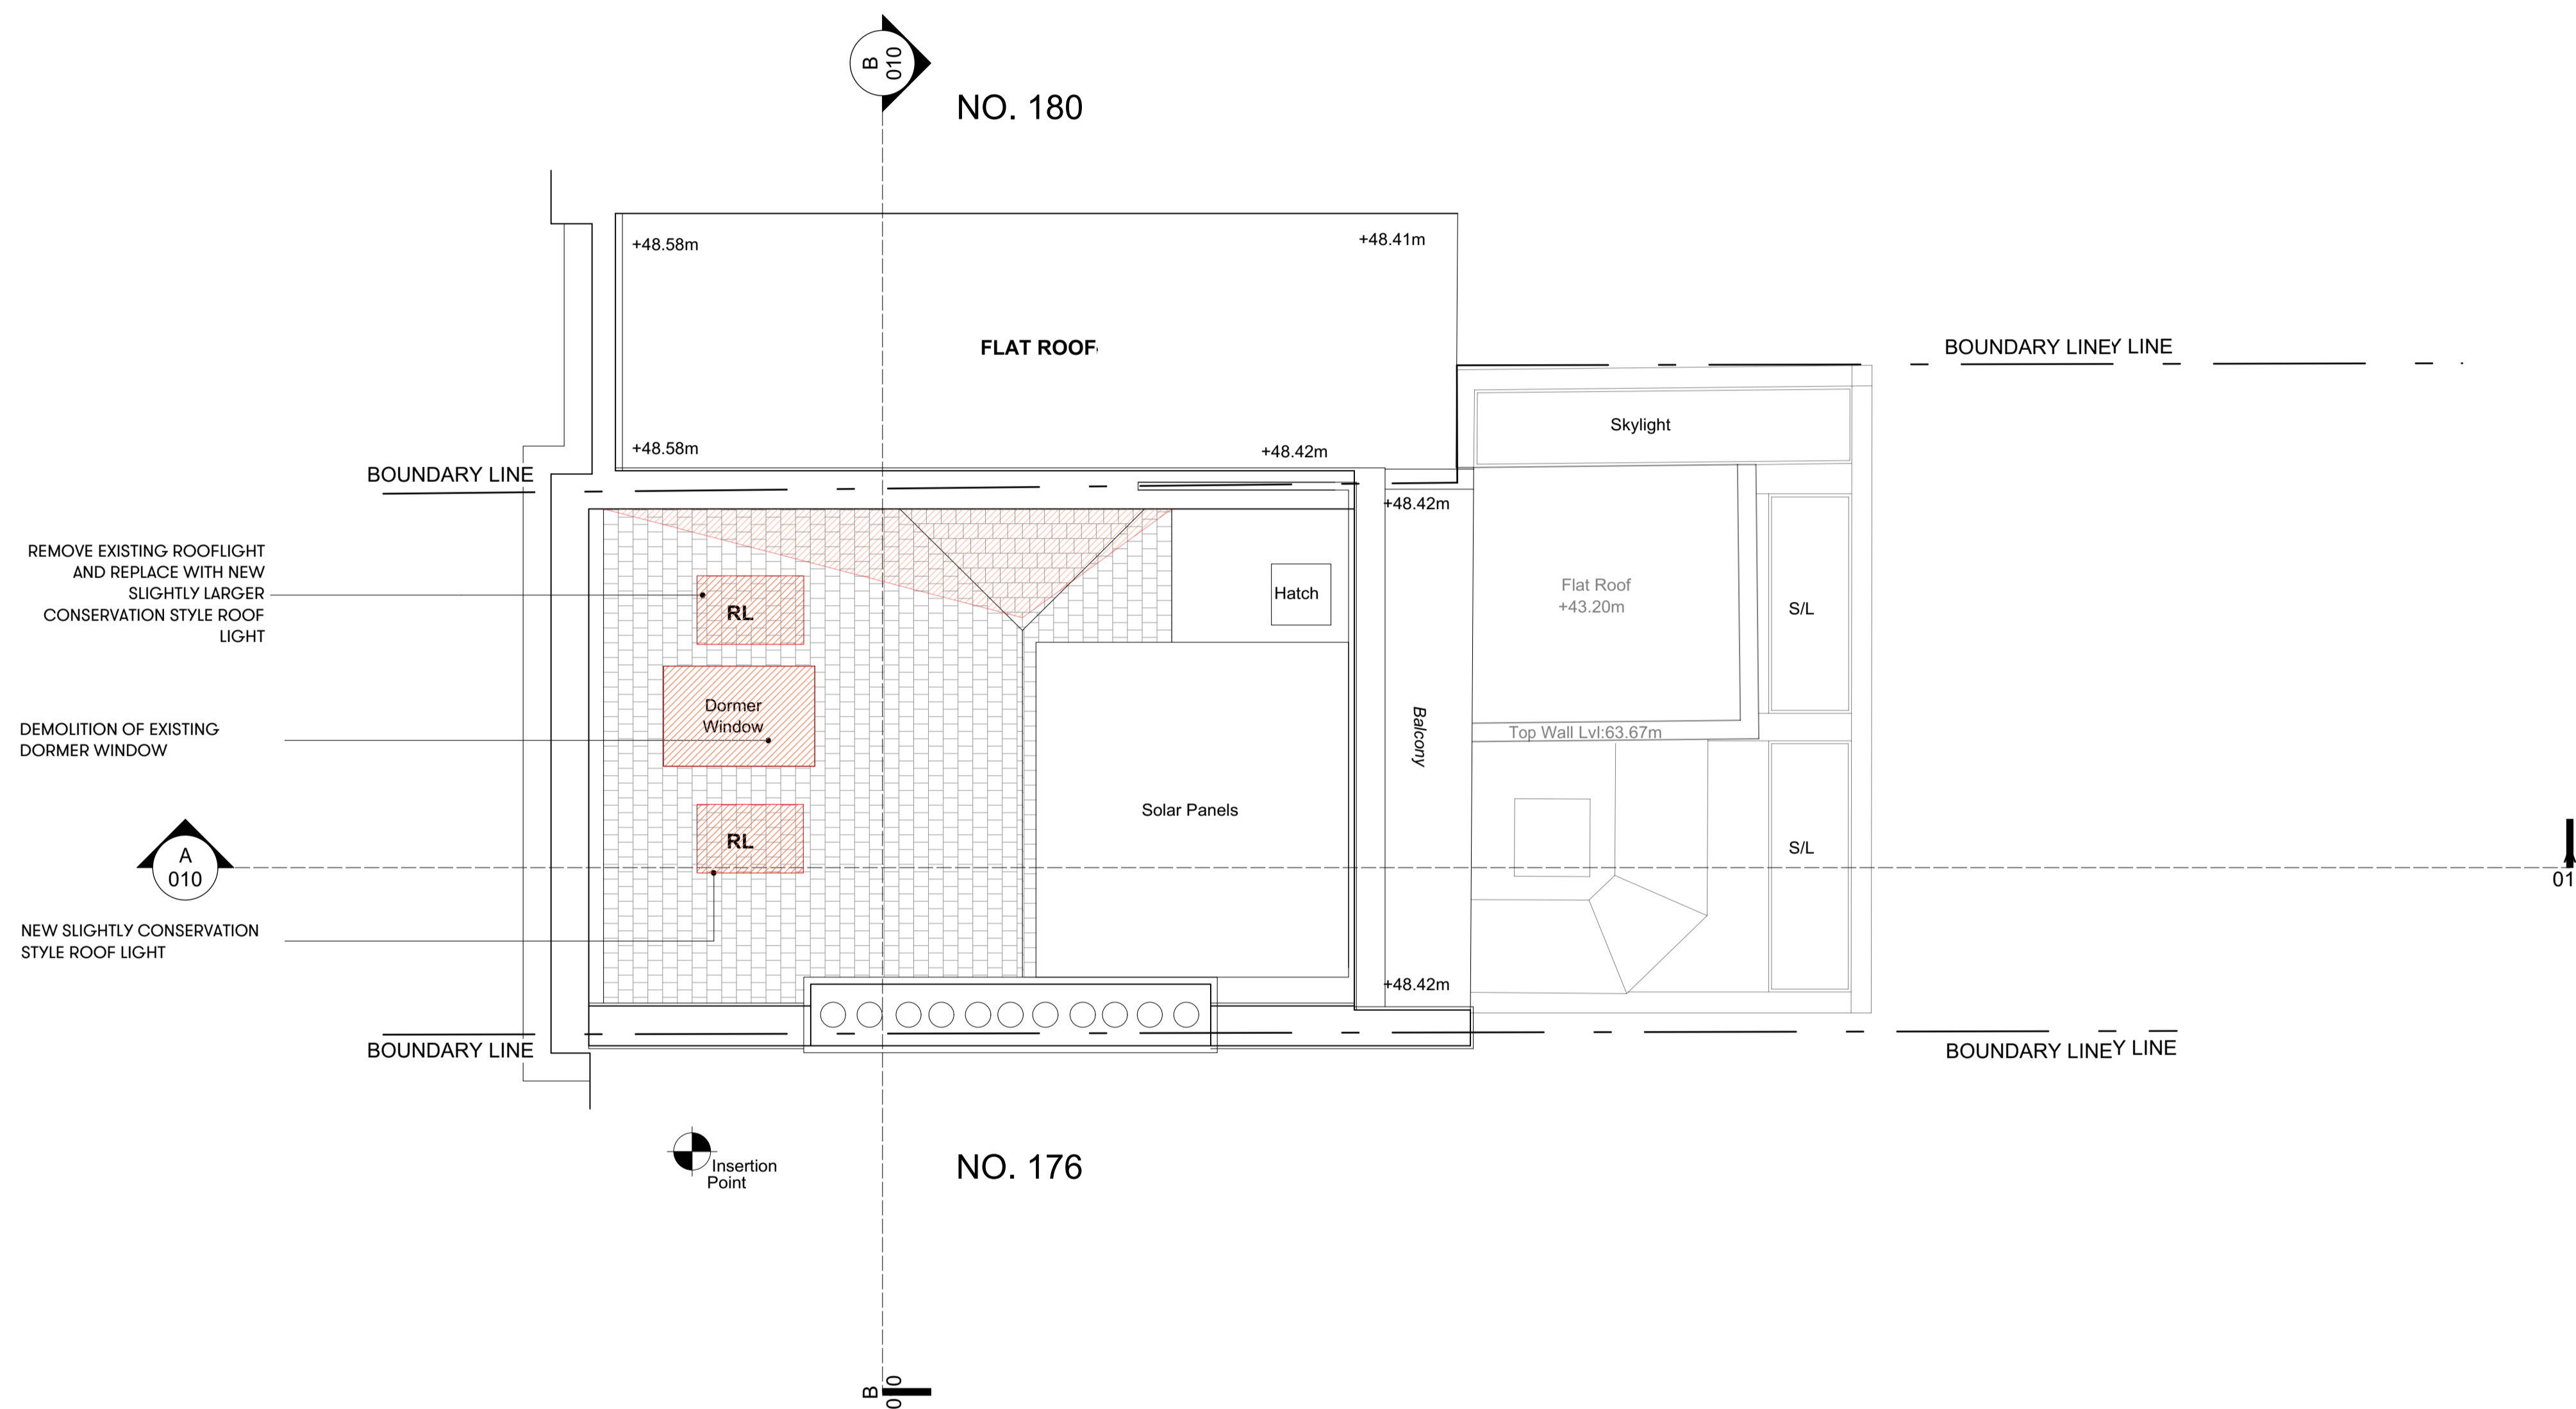 B
010
NO. 180
+48.58m
+48.41m
FLAT ROOF
BOUNDARY LINE
Y LINE
Skylight
+48.58m
+48.42m
BOUNDARY LINE
+48.42m
REMOVE EXISTING ROOFLIGHT
AND REPLACE WITH NEW
SLIGHTLY LARGER
CONSERVATION STYLE ROOF
LIGHT
RL
Hatch
Flat Roof
+43.20m
S/L
DEMOLITION OF EXISTING
DORMER WINDOW
Dormer
Window
Balcony
Top Wall Lvl:63.67m
Solar Panels
RL
S/L
A
010
01
NEW SLIGHTLY CONSERVATION
STYLE ROOF LIGHT
+48.42m
BOUNDARY LINE
BOUNDARY LINE
Y LINE
Insertion
Point
NO. 176
B